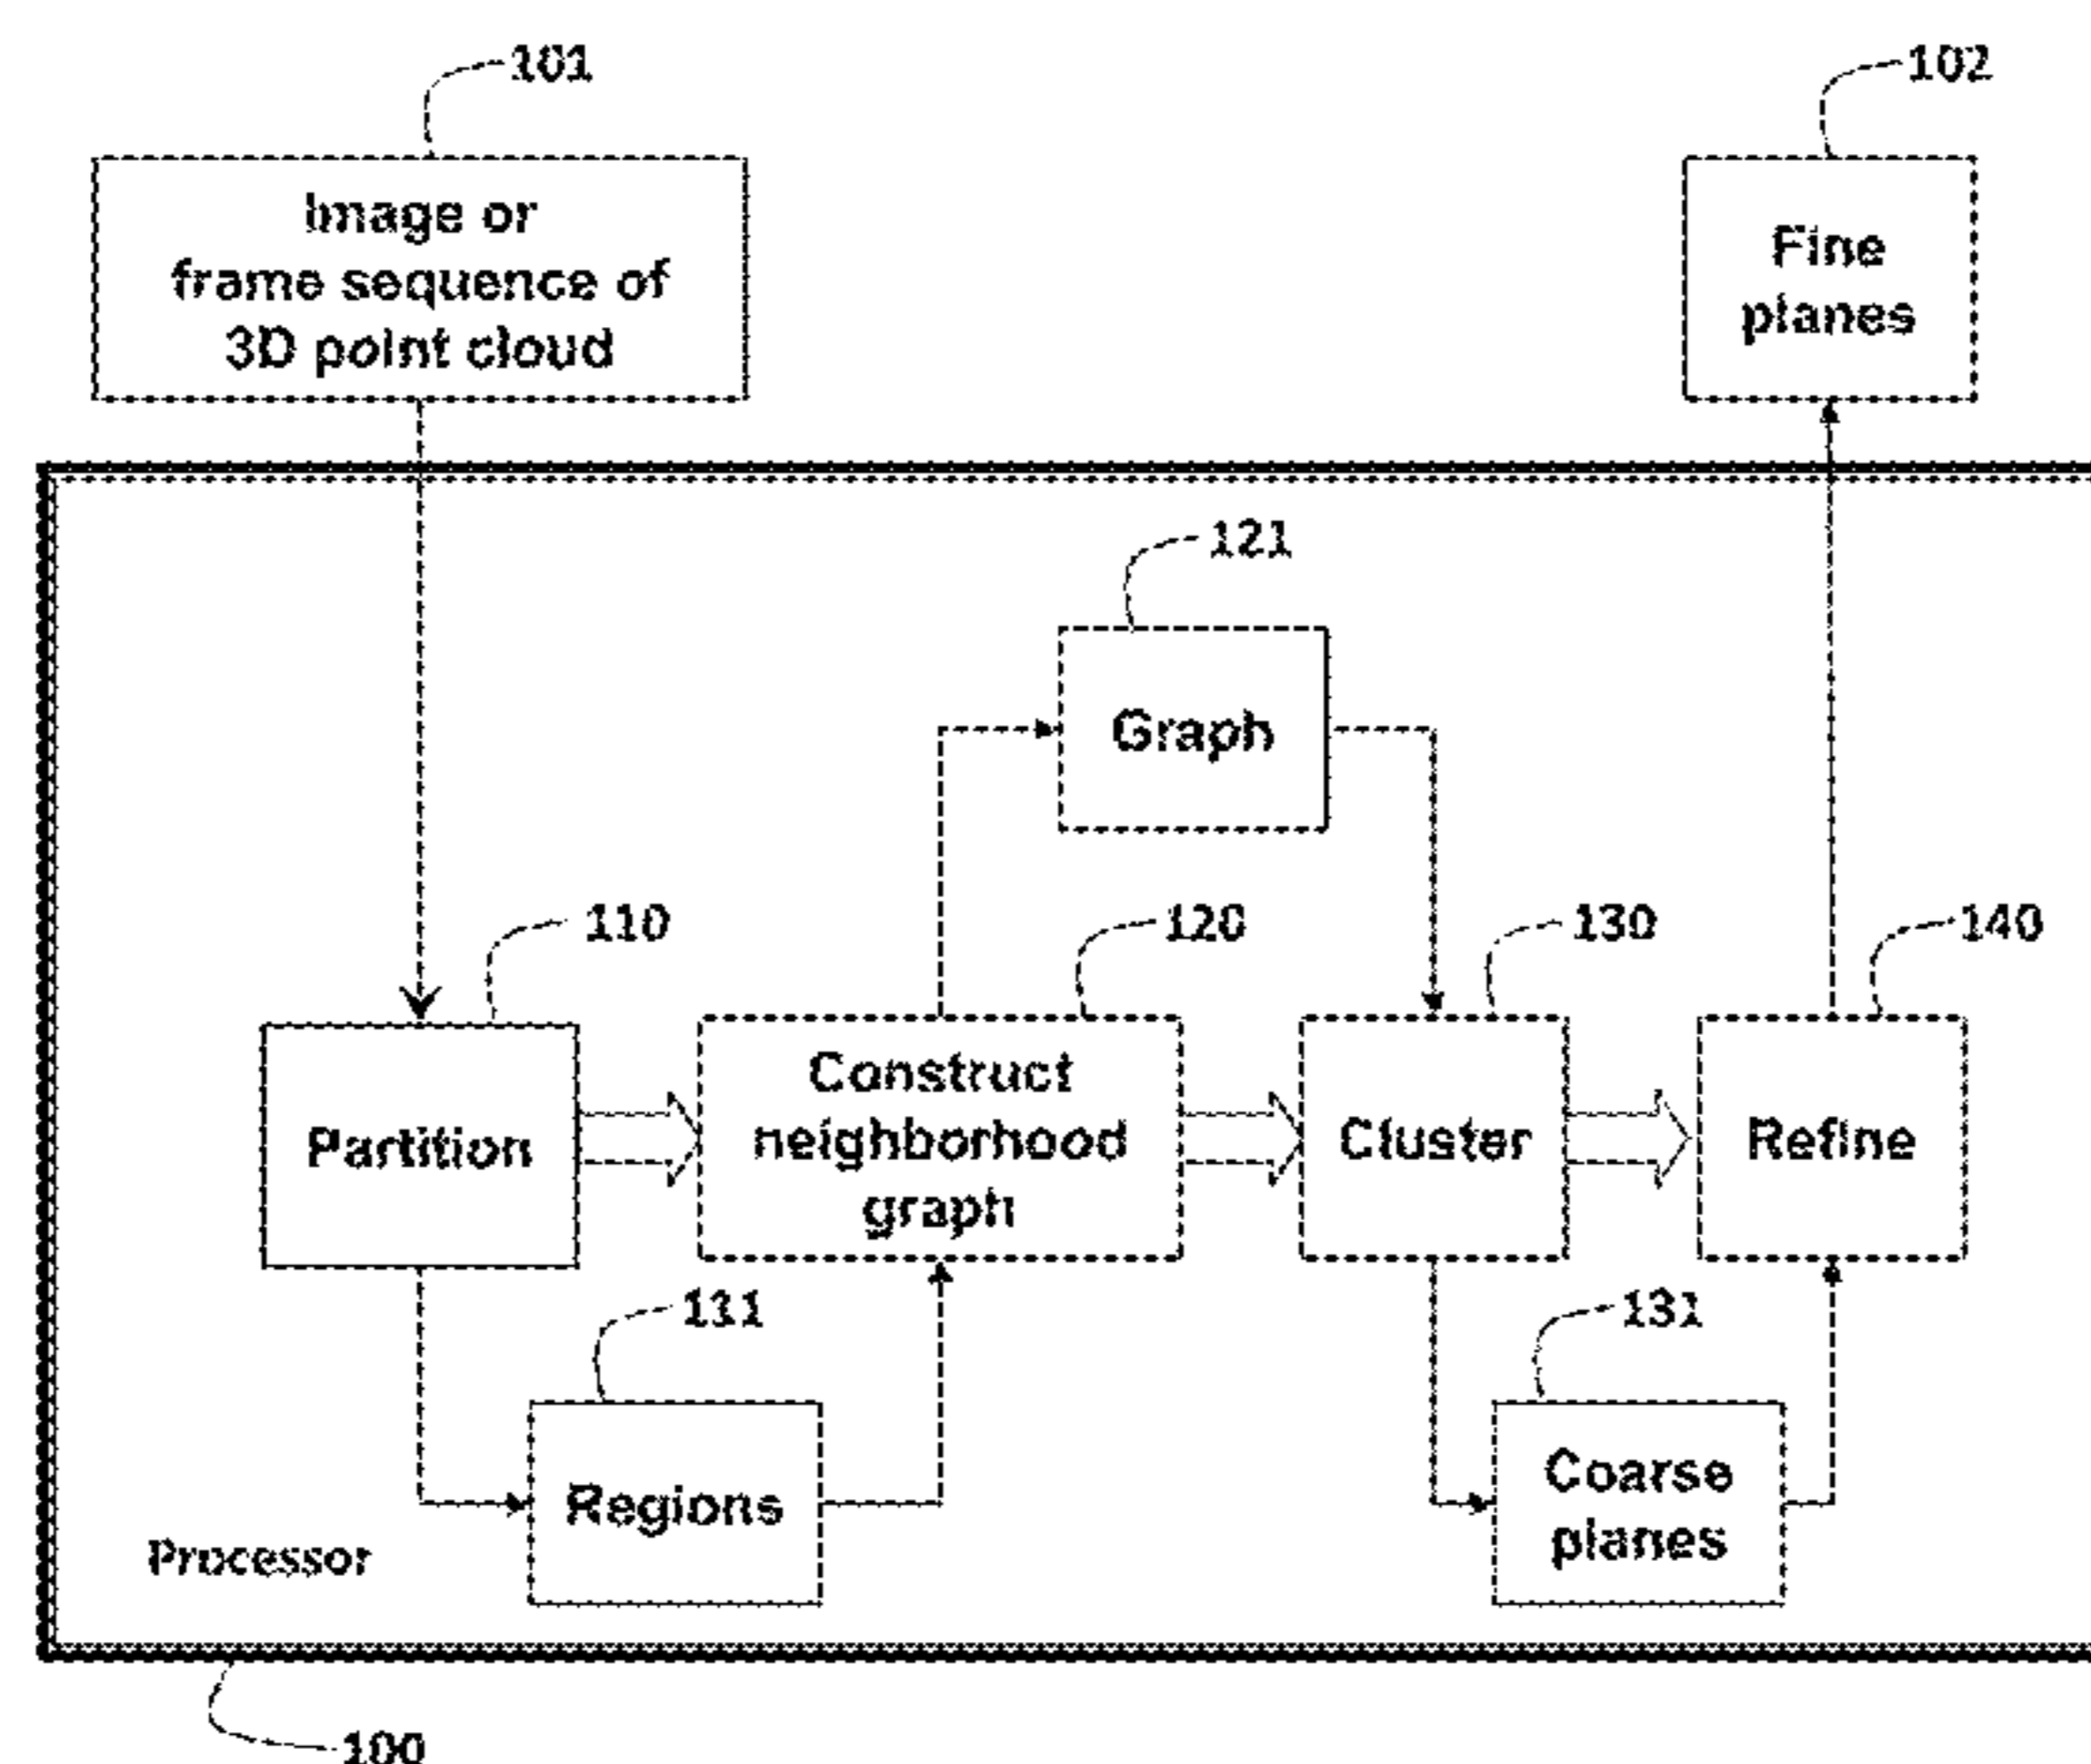 101
102
Image or
frame sequence of
3D point cloud
Fine
planes
121
Graph
110
120
130
140
Partition
Construct
neighborhood
graph
Cluster
Refine
111
131
Regions
Coarse
planes
Processor
100